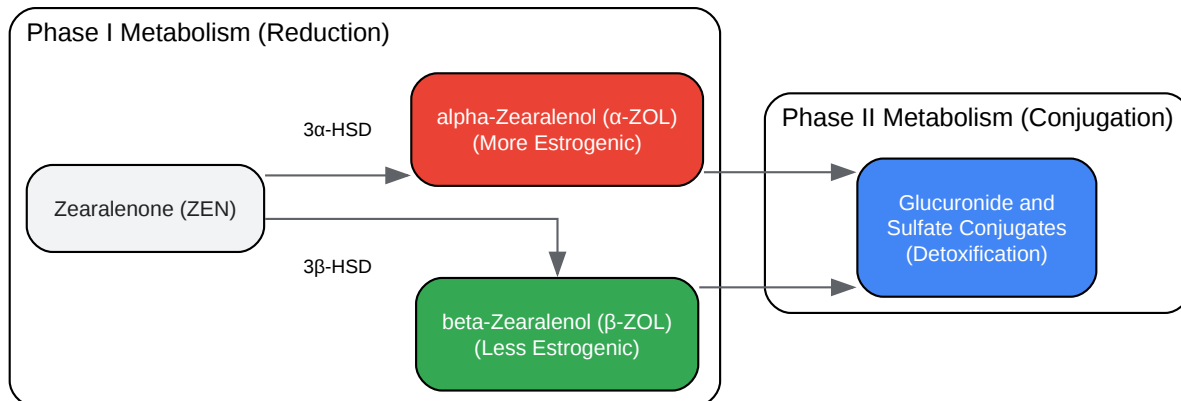 Phase I Metabolism (Reduction)
3α-HSD
alpha-Zearalenol (α-ZOL)
(More Estrogenic)
Zearalenone (ZEN)
3β-HSD
beta-Zearalenol (β-ZOL)
(Less Estrogenic)
Phase II Metabolism (Conjugation)
Glucuronide and
Sulfate Conjugates
(Detoxification)